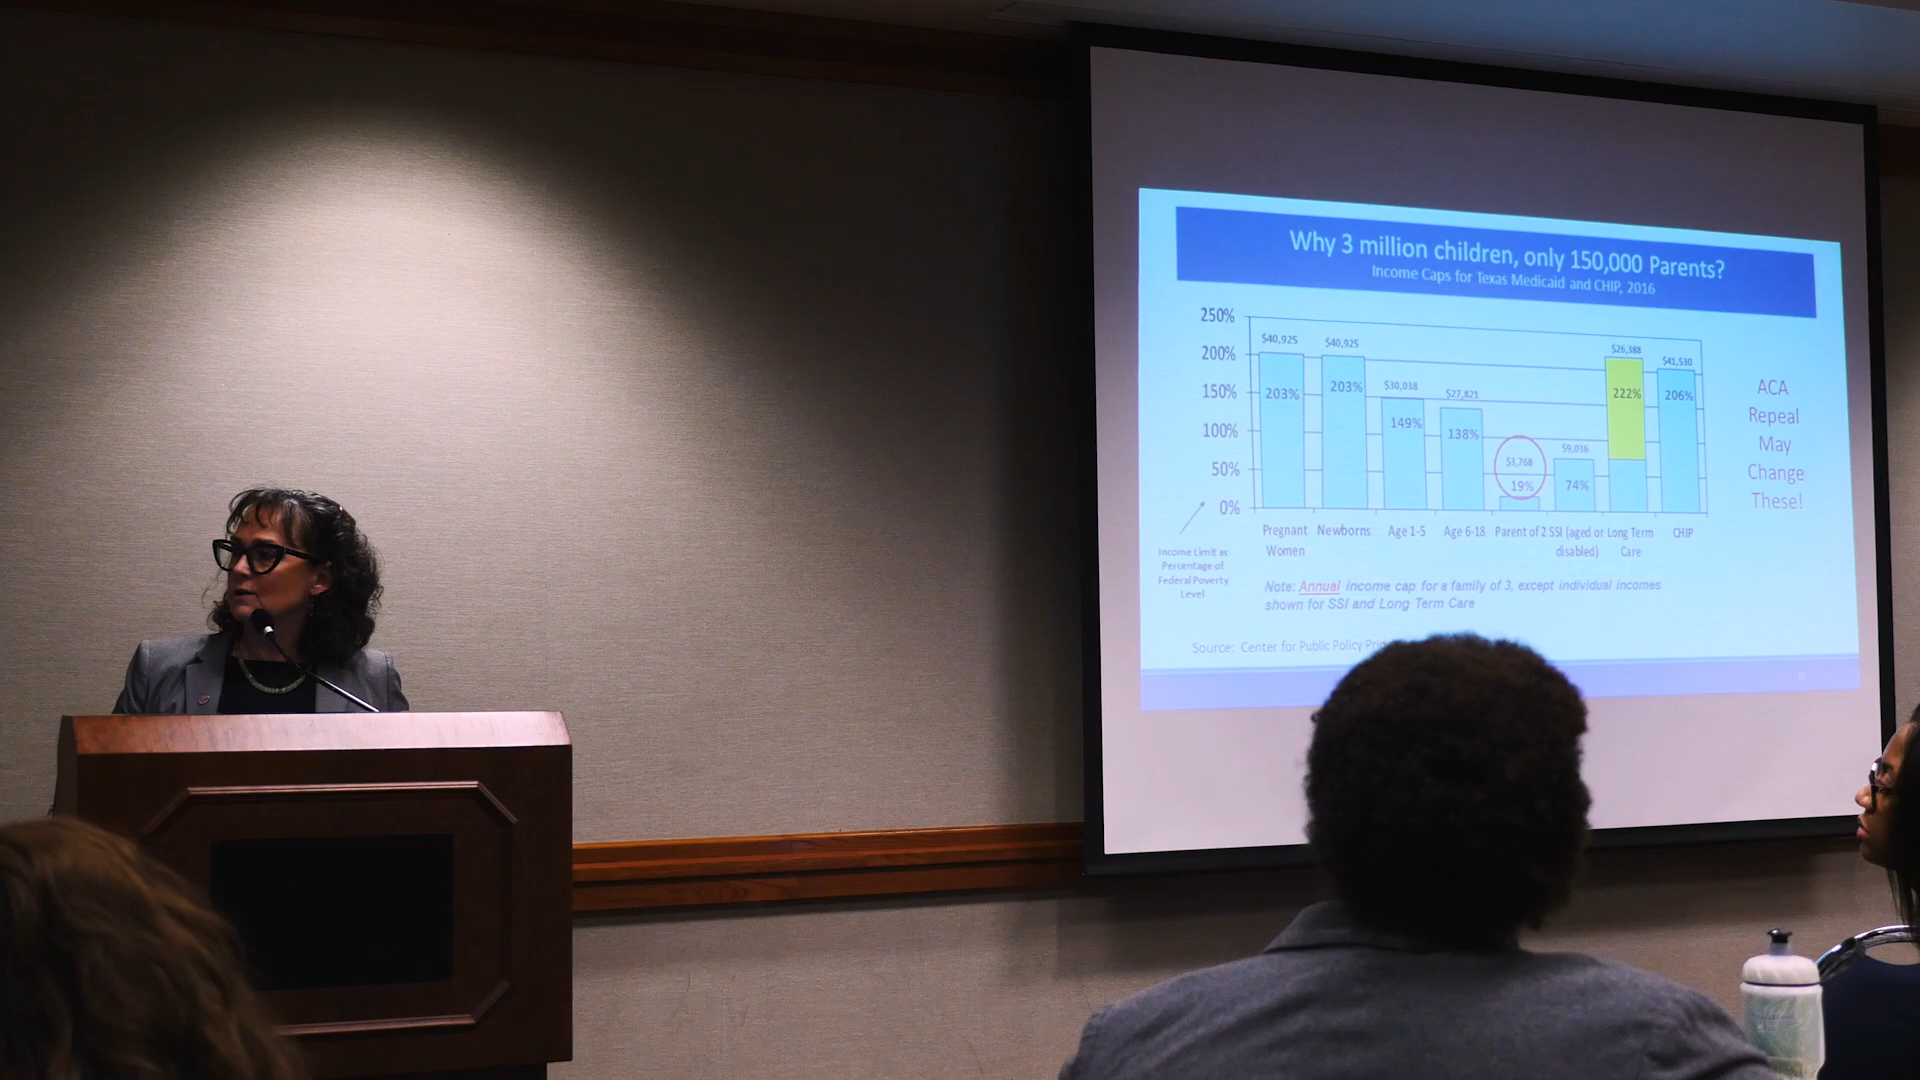 Why 3 million children, only 150,000 Parents?
Income Caps for Texas Medicaid and CHIP, 2016
250%
200%
150%
100%
50%
0%
$40,925
$40,925
$30,038
$27,821
$3,768
$9,036
$26,388
$41,530
203%
203%
149%
138%
19%
74%
222%
206%
Pregnant Women
Newborns
Age 1-5
Age 6-18
Parent of 2
SSI (aged or disabled)
Long Term Care
CHIP
ACA
Repeal
May
Change
These!
Income Limit as
Percentage of
Federal Poverty
Level
Note: Annual income cap for a family of 3, except individual incomes
shown for SSI and Long Term Care
Source: Center for Public Policy